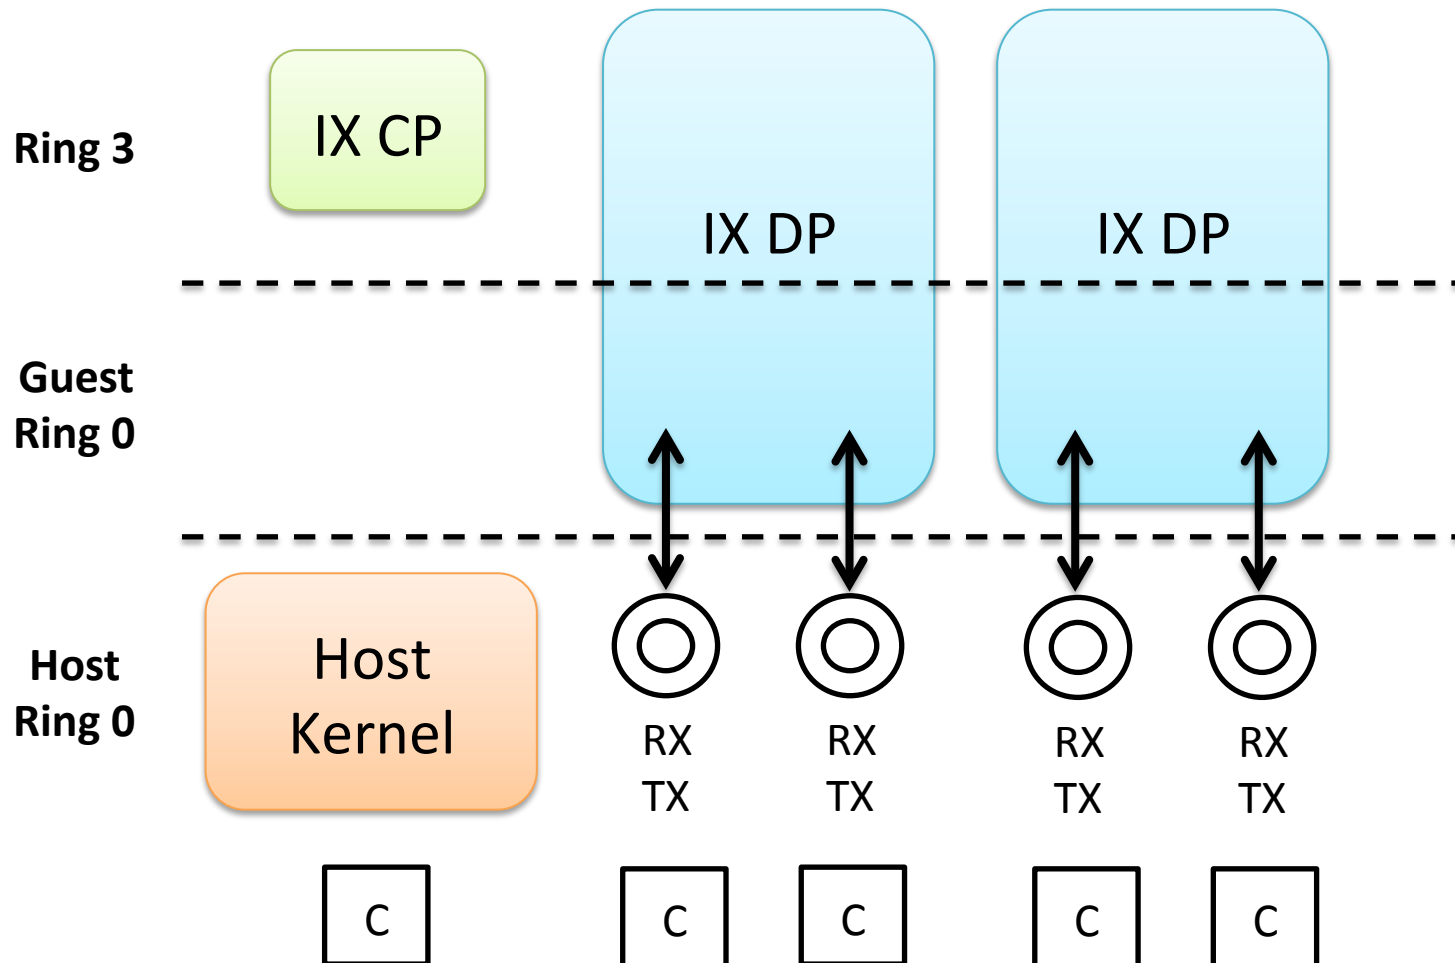 Ring 3
IX CP
IX DP
IX DP
Guest
Ring 0
Host
Ring 0
Host
Kernel
RX
TX
RX
TX
RX
TX
RX
TX
C
C
C
C
C